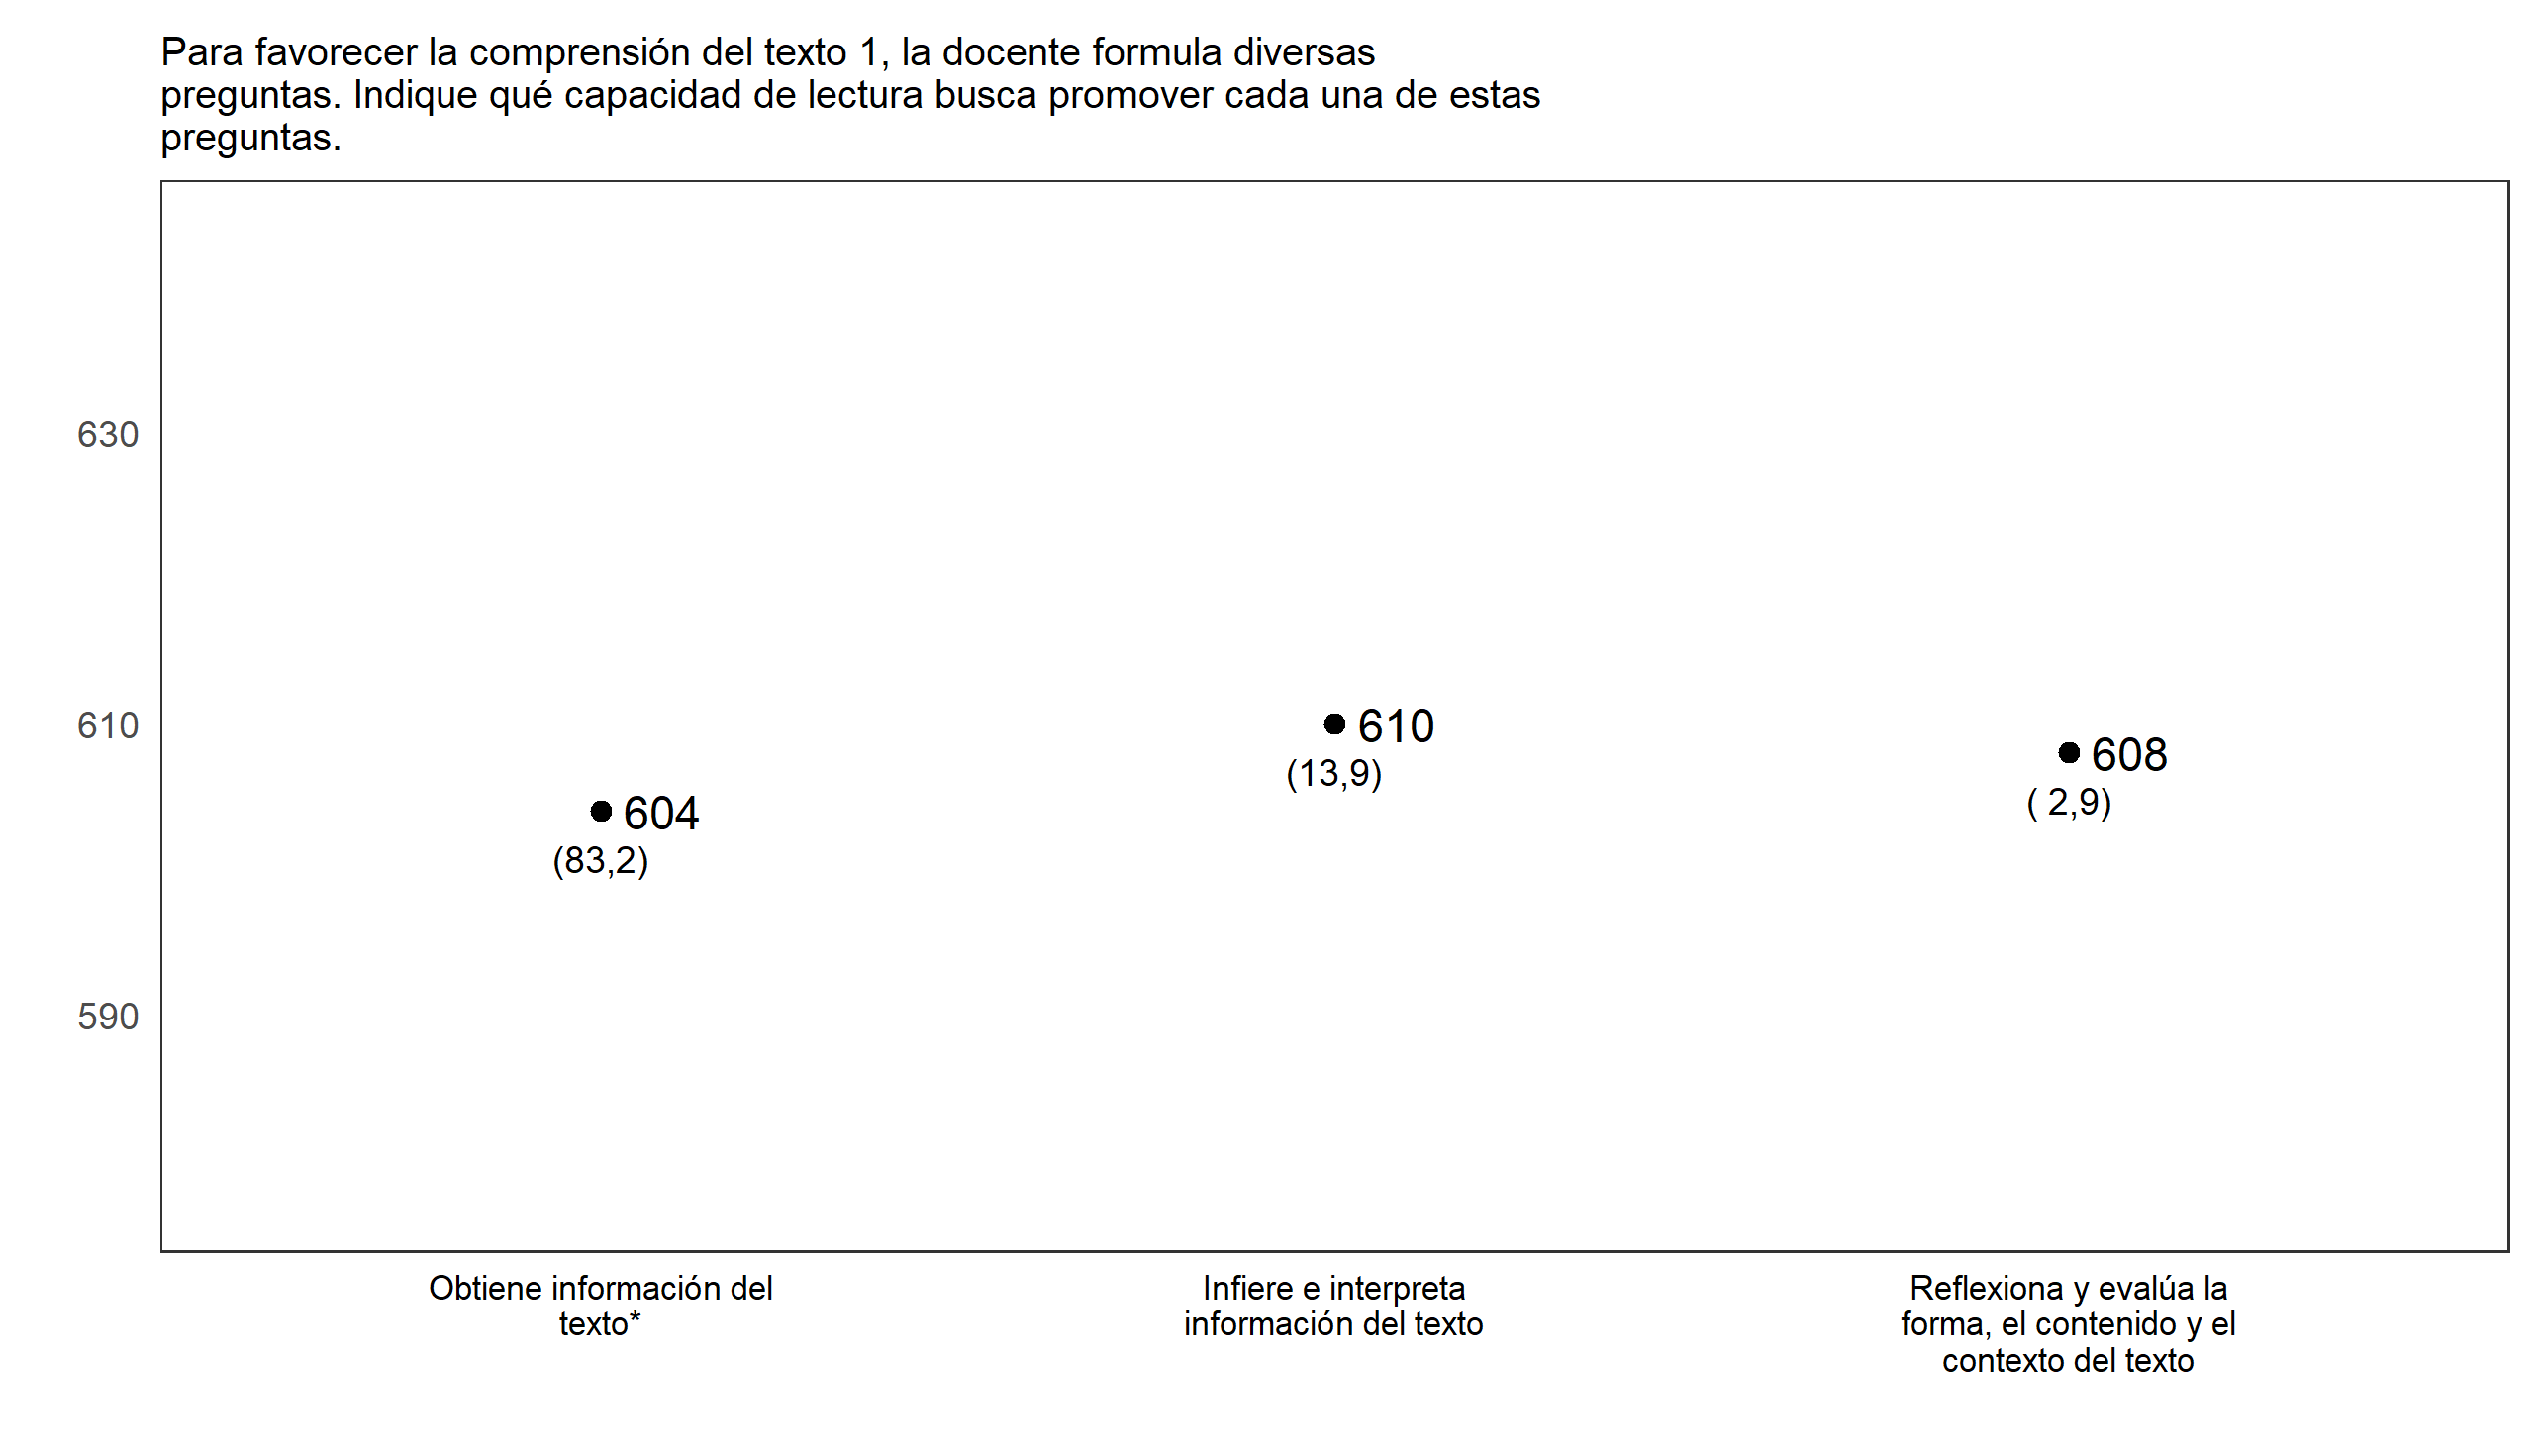 Para favorecer la comprensión del texto 1, la docente formula diversas
preguntas. Indique qué capacidad de lectura busca promover cada una de estas
preguntas.
630
610
590
604
(83,2)
610
(13,9)
608
( 2,9)
Obtiene información del
texto*
Infiere e interpreta
información del texto
Reflexiona y evalúa la
forma, el contenido y el
contexto del texto